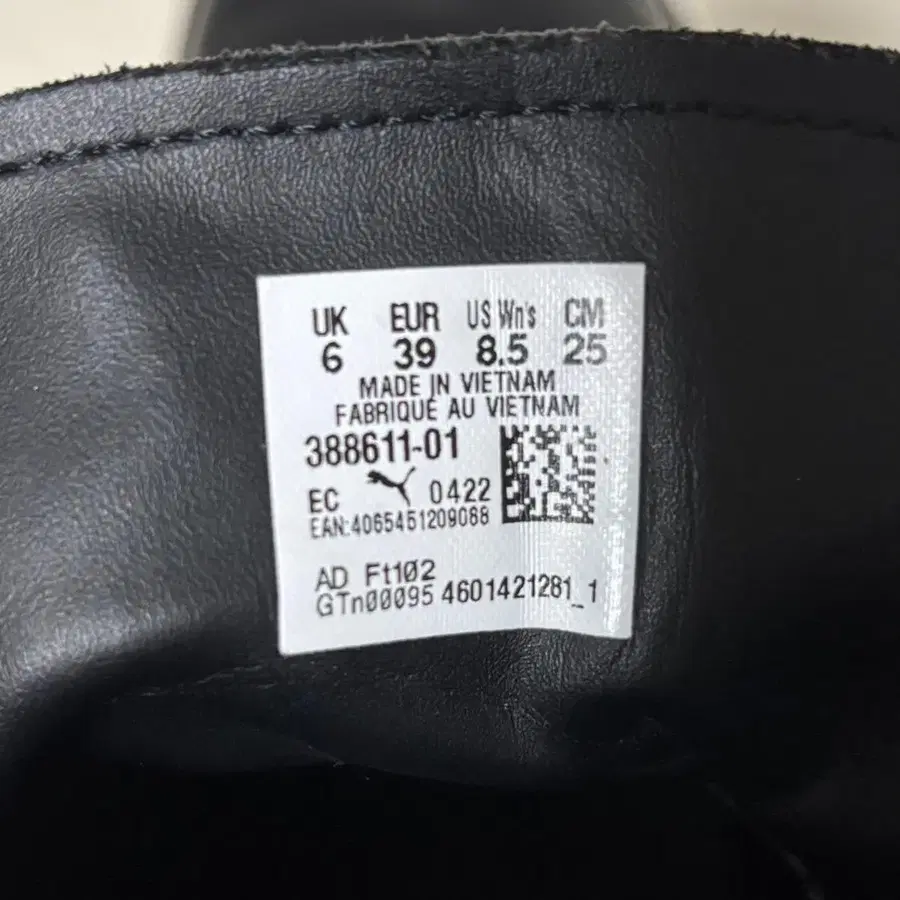 UK EUR US Wn's CM
6 39 8.5 25
MADE IN VIETNAM
FABRIQUÉ AU VIETNAM
388611-01
EC 0422
EAN:4065451209088
AD Ft102
GTn00095 4601421281_1